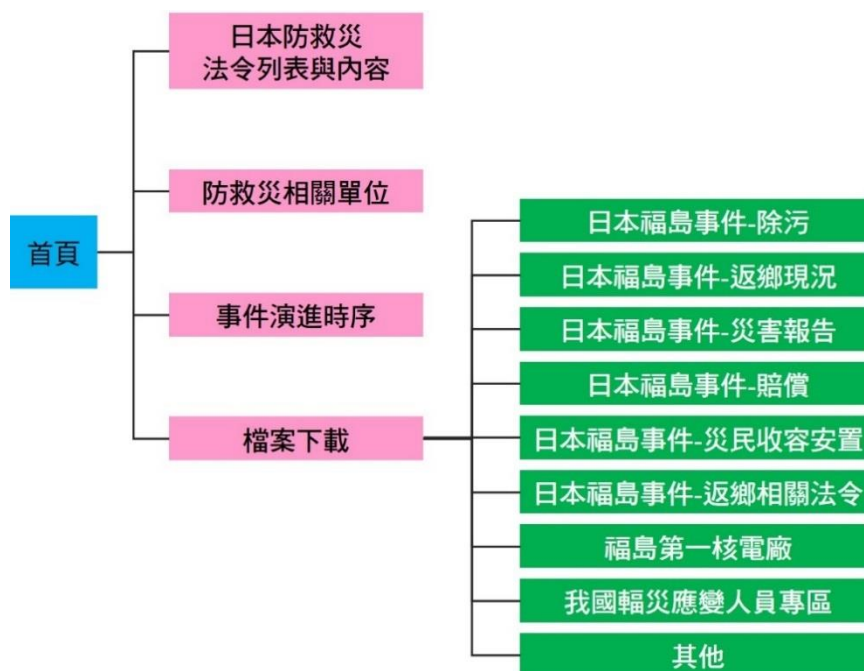 首頁
日本防救災
法令列表與內容
防救災相關單位
事件演進時序
檔案下載
日本福島事件-除污
日本福島事件-返鄉現況
日本福島事件-災害報告
日本福島事件-賠償
日本福島事件-災民收容安置
日本福島事件-返鄉相關法令
福島第一核電廠
我國輻災應變人員專區
其他